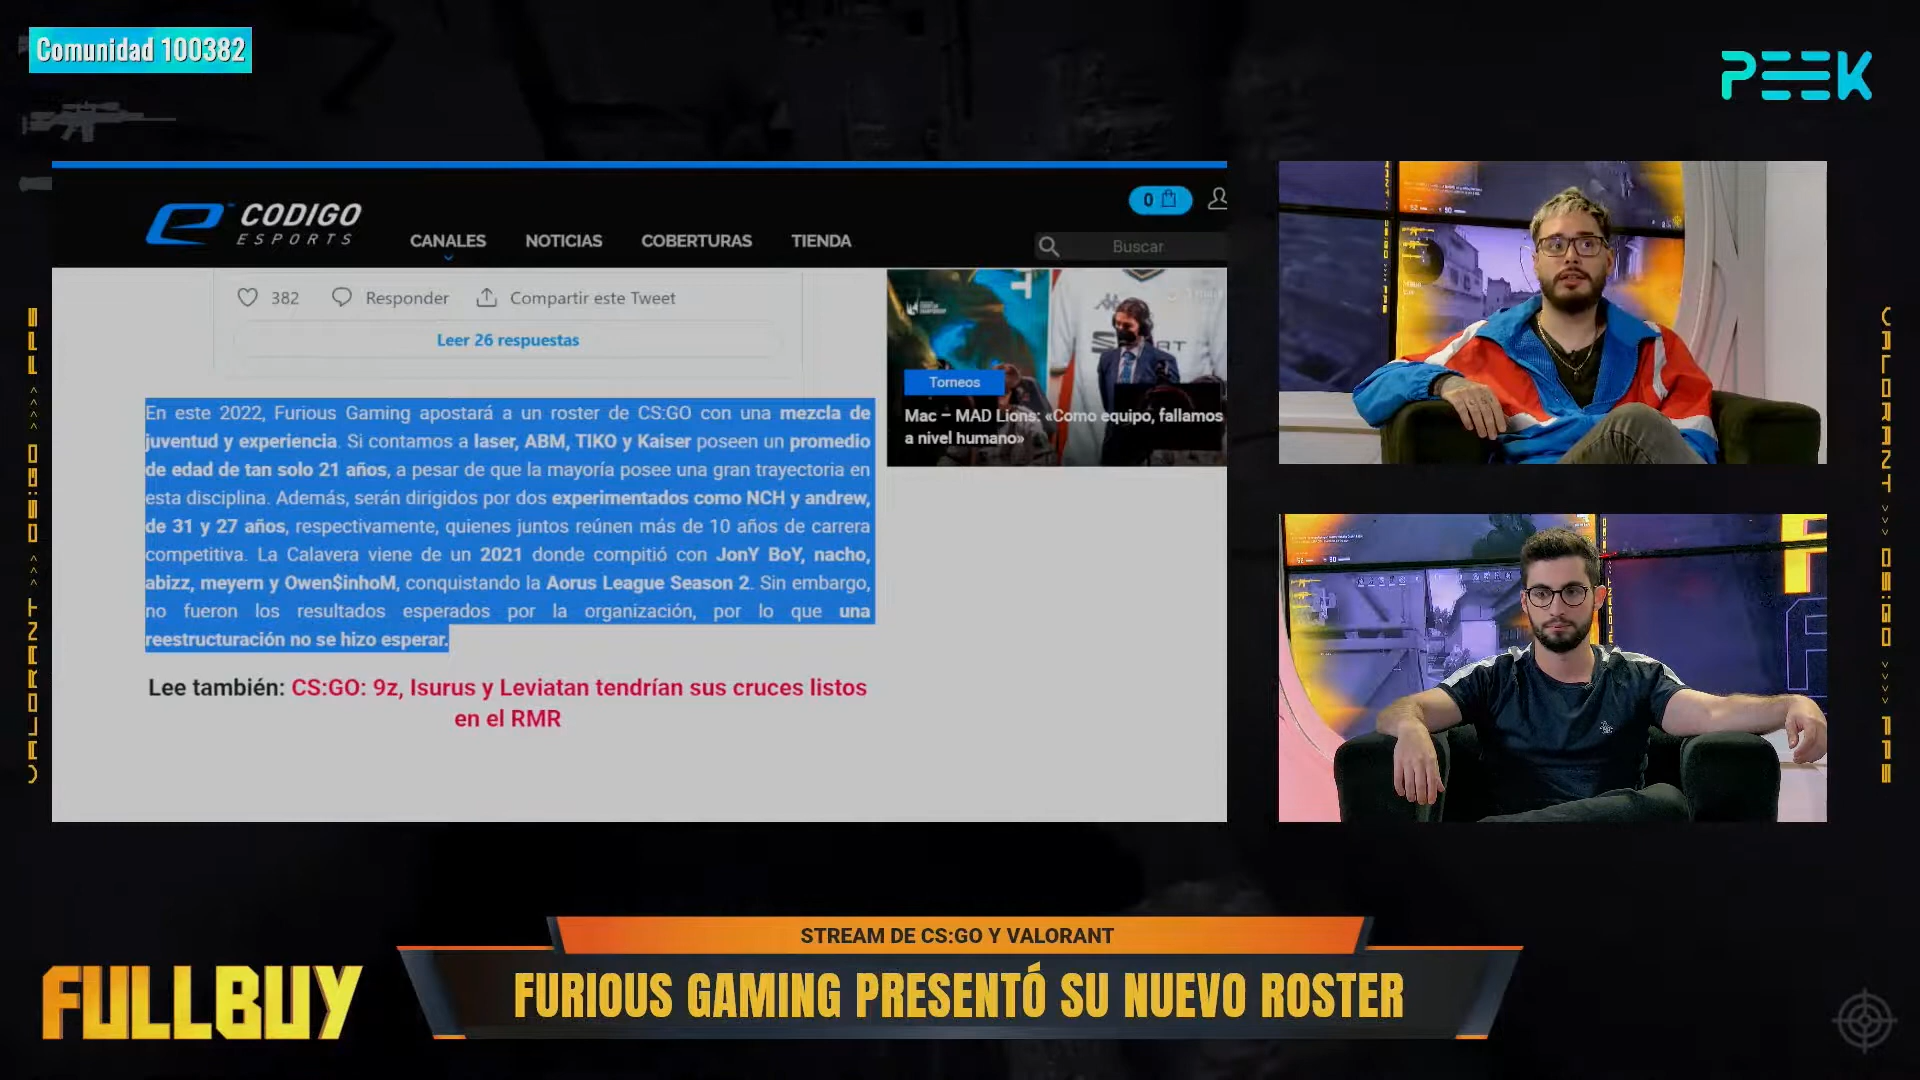 Comunidad 100382
PEEK
CODIGO
ESPORTS
CANALES
NOTICIAS
COBERTURAS
TIENDA
0
Buscar
382
Responder
Compartir este Tweet
Leer 26 respuestas
En este 2022, Furious Gaming apostará a un roster de CS:GO con una mezcla de
juventud y experiencia. Si contamos a laser, ABM, TIKO y Kaiser poseen un promedio
de edad de tan solo 21 años, a pesar de que la mayoría posee una gran trayectoria en
esta disciplina. Además, serán dirigidos por dos experimentados como NCH y andrew,
de 31 y 27 años, respectivamente, quienes juntos reúnen más de 10 años de carrera
competitiva. La Calavera viene de un 2021 donde compitió con JonY BoY, nacho,
abizz, meyern y Owen$inhoM, conquistando la Aorus League Season 2. Sin embargo,
no fueron los resultados esperados por la organización, por lo que una
reestructuración no se hizo esperar.
Lee también: CS:GO: 9z, Isurus y Leviatan tendrían sus cruces listos
en el RMR
Torneos
Mac – MAD Lions: «Como equipo, fallamos
a nivel humano»
VALORANT >>> CS:GO >>>> FPS
VALORANT >>> CS:GO >>>> FPS
STREAM DE CS:GO Y VALORANT
FURIOUS GAMING PRESENTÓ SU NUEVO ROSTER
FULLBUY